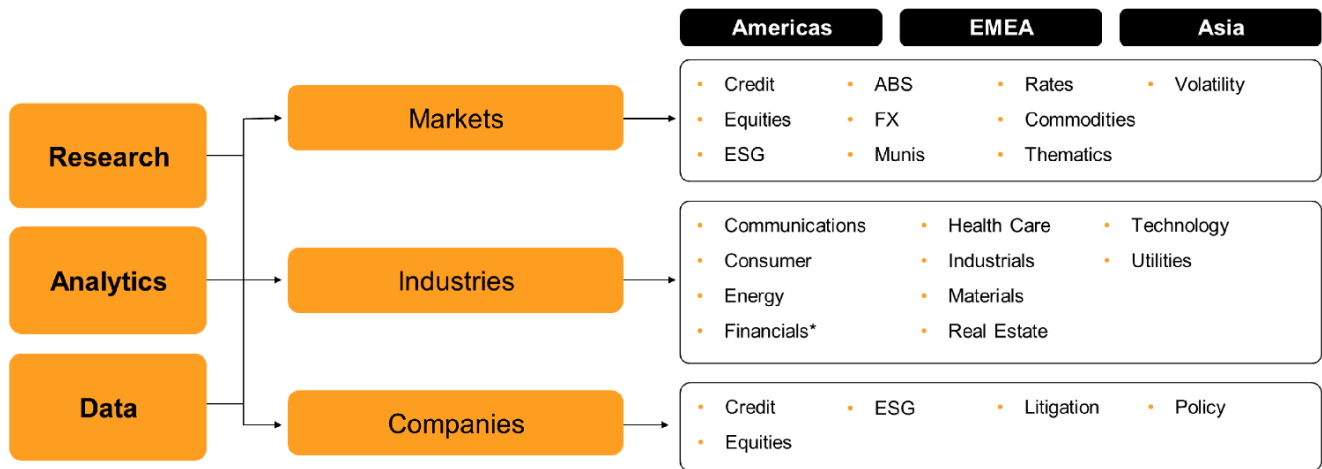 Americas
EMEA
Asia
Research
Analytics
Data
Markets
Industries
Companies
• Credit • ABS • Rates • Volatility
• Equities • FX • Commodities
• ESG • Munis • Thematics
• Communications • Health Care • Technology
• Consumer • Industrials • Utilities
• Energy • Materials
• Financials* • Real Estate
• Credit • ESG • Litigation • Policy
• Equities